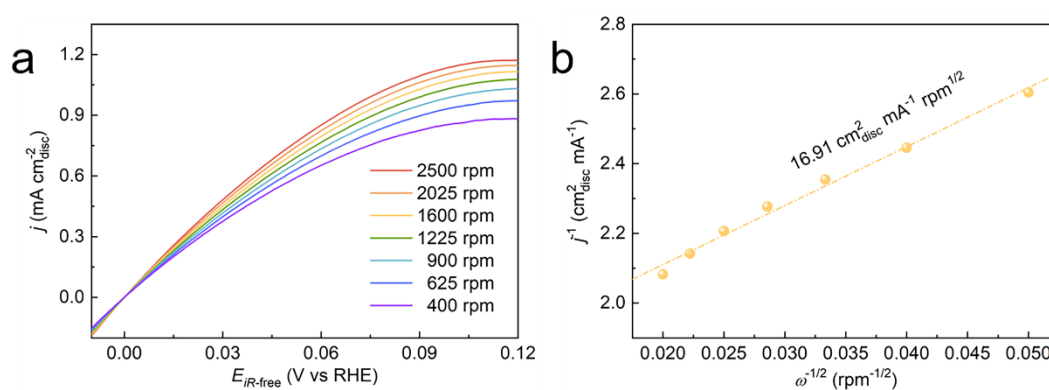 a
1.2
0.9
0.6
0.3
0.0
j (mA cm⁻²disc)
2500 rpm
2025 rpm
1600 rpm
1225 rpm
900 rpm
625 rpm
400 rpm
0.00 0.03 0.06 0.09 0.12
EiR-free (V vs RHE)
b
2.8
2.6
2.4
2.2
2.0
j⁻¹ (cm²disc mA⁻¹)
16.91 cm²disc mA⁻¹ rpm¹/²
0.020 0.025 0.030 0.035 0.040 0.045 0.050
ω⁻¹/² (rpm⁻¹/²)